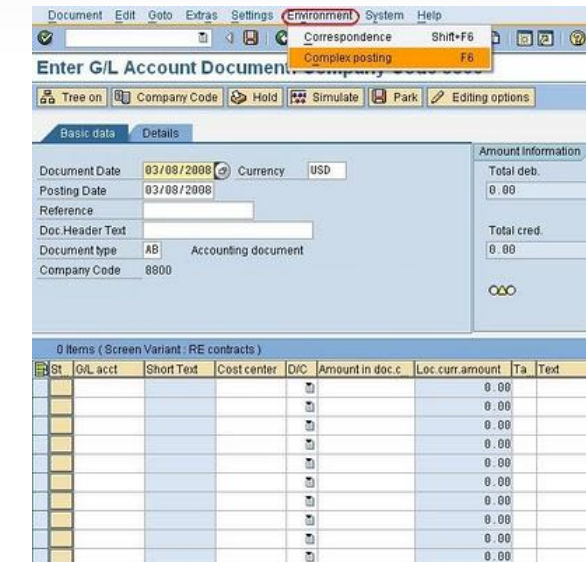 Document Edit Goto Extras Settings Environment System Help
Correspondence Shift+F6
Complex posting F6
Enter G/L Account Document:
Tree on Company Code Hold Simulate Park Editing options
Basic data Details
Amount Information
Document Date 03/08/2008 Currency USD Total deb.
Posting Date 03/08/2008 0.00
Reference
Doc.Header Text Total cred.
Document type AB Accounting document 0.00
Company Code 8800
0 Items ( Screen Variant : RE contracts )
St G/L acct Short Text Cost center D/C Amount in doc.c Loc.curr.amount Ta Text
0.00
0.00
0.00
0.00
0.00
0.00
0.00
0.00
0.00
0.00